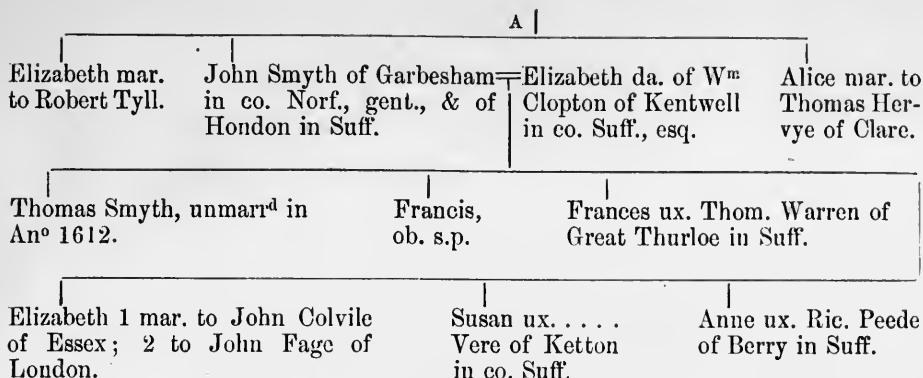 A
Elizabeth mar.
to Robert Tyll.
John Smyth of Garbesham
in co. Norf., gent., & of
Hondon in Suff.
Elizabeth da. of Wm
Clopton of Kentwell
in co. Suff., esq.
Alice mar. to
Thomas Her-
vye of Clare.
Thomas Smyth, unmarrd in
Ano 1612.
Francis,
ob. s.p.
Frances ux. Thom. Warren of
Great Thurloe in Suff.
Elizabeth 1 mar. to John Colvile
of Essex; 2 to John Fage of
London.
Susan ux. . . . .
Vere of Ketton
in co. Suff.
Anne ux. Ric. Peede
of Berry in Suff.